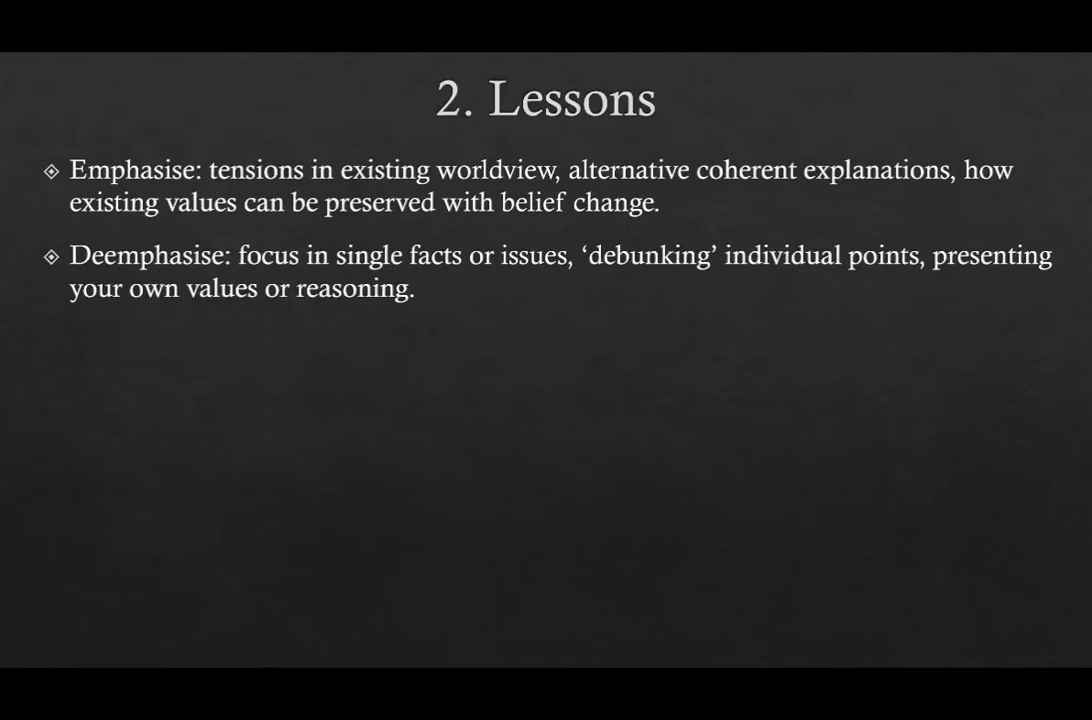 2. Lessons
Emphasise: tensions in existing worldview, alternative coherent explanations, how
existing values can be preserved with belief change.
Deemphasise: focus in single facts or issues, ‘debunking’ individual points, presenting
your own values or reasoning.